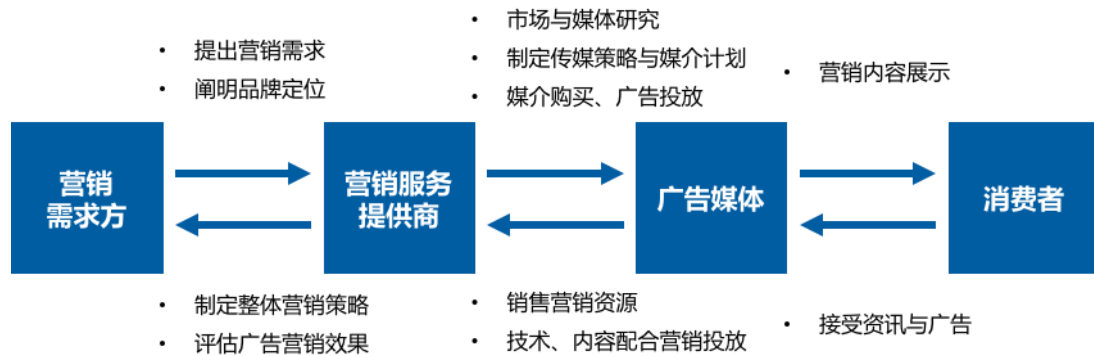 • 提出营销需求
• 阐明品牌定位
• 市场与媒体研究
• 制定传媒策略与媒介计划
• 媒介购买、广告投放
• 营销内容展示
营销
需求方
营销服务
提供商
广告媒体
消费者
• 制定整体营销策略
• 评估广告营销效果
• 销售营销资源
• 技术、内容配合营销投放
• 接受资讯与广告